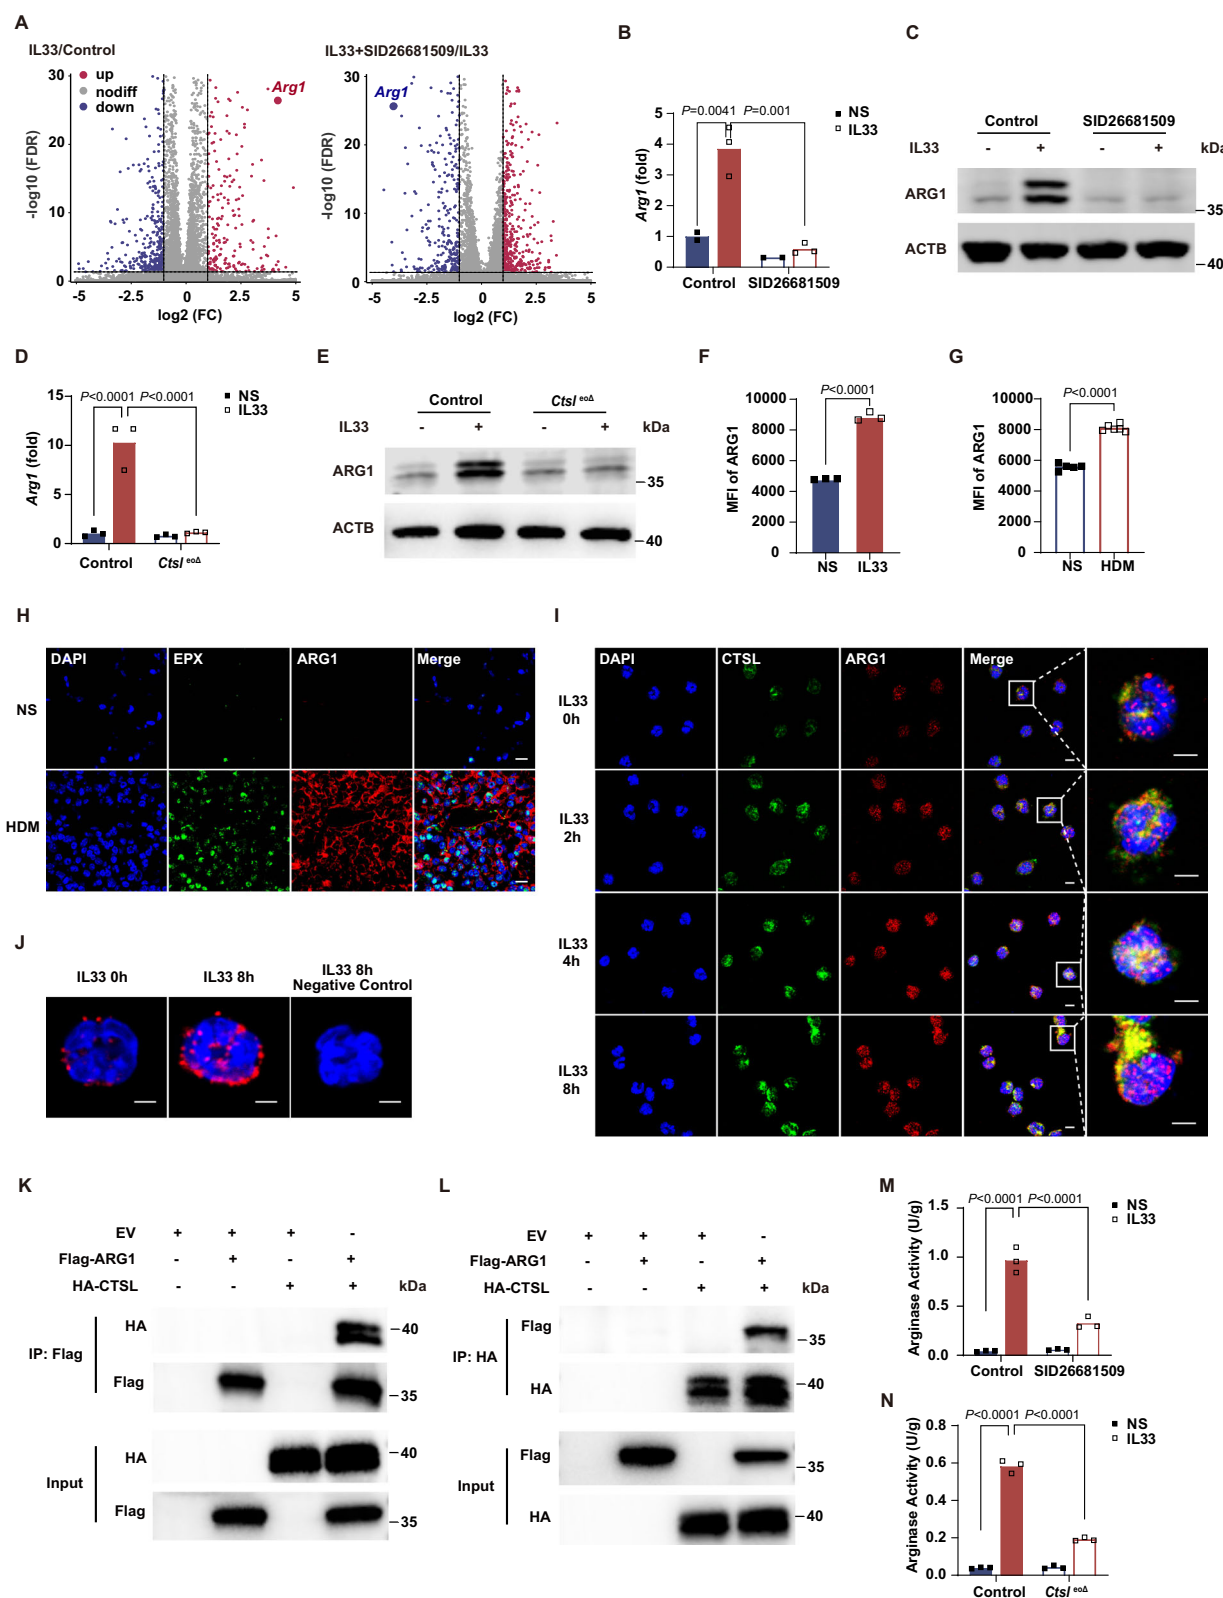 A
IL33/Control
IL33+SID26681509/IL33
up
nodiff
down
Arg1
Arg1
-log10 (FDR)
30
20
10
0
-5
-2.5
0
2.5
5
log2 (FC)
-log10 (FDR)
30
20
10
0
-5
-2.5
0
2.5
5
log2 (FC)
B
P=0.0041
P=0.001
NS
IL33
Arg1 (fold)
5
4
3
2
1
0
Control
SID26681509
C
Control
SID26681509
IL33
-
+
-
+
kDa
ARG1
35
ACTB
40
D
P<0.0001
P<0.0001
NS
IL33
Arg1 (fold)
15
10
5
0
Control
Ctsl eoΔ
E
Control
Ctsl eoΔ
IL33
-
+
-
+
kDa
ARG1
35
ACTB
40
F
P<0.0001
MFI of ARG1
10000
8000
6000
4000
2000
0
NS
IL33
G
P<0.0001
MFI of ARG1
10000
8000
6000
4000
2000
0
NS
HDM
H
DAPI
EPX
ARG1
Merge
NS
HDM
I
DAPI
CTSL
ARG1
Merge
IL33
0h
IL33
2h
IL33
4h
IL33
8h
J
IL33 0h
IL33 8h
IL33 8h
Negative Control
K
EV + + + -
Flag-ARG1 - + - +
HA-CTSL - - + + kDa
IP: Flag
HA
40
Flag
35
Input
HA
40
Flag
35
L
EV + + + -
Flag-ARG1 - + - +
HA-CTSL - - + + kDa
IP: HA
Flag
35
HA
40
Input
Flag
35
HA
40
M
P<0.0001
P<0.0001
NS
IL33
Arginase Activity (U/g)
1.5
1.0
0.5
0.0
Control
SID26681509
N
P<0.0001
P<0.0001
NS
IL33
Arginase Activity (U/g)
0.8
0.6
0.4
0.2
0.0
Control
Ctsl eoΔ